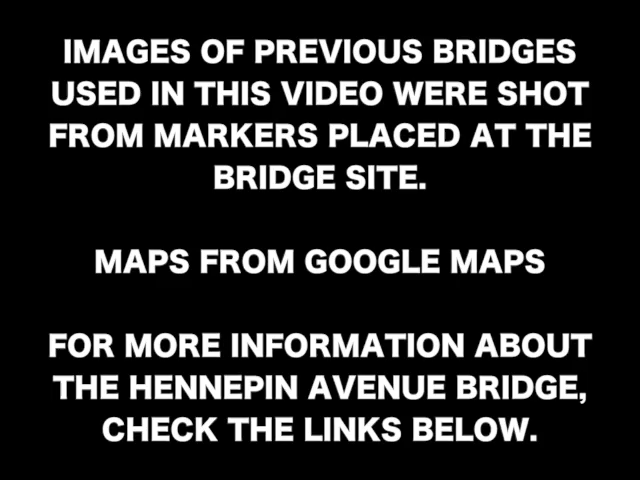 IMAGES OF PREVIOUS BRIDGES
USED IN THIS VIDEO WERE SHOT
FROM MARKERS PLACED AT THE
BRIDGE SITE.
MAPS FROM GOOGLE MAPS
FOR MORE INFORMATION ABOUT
THE HENNEPIN AVENUE BRIDGE,
CHECK THE LINKS BELOW.